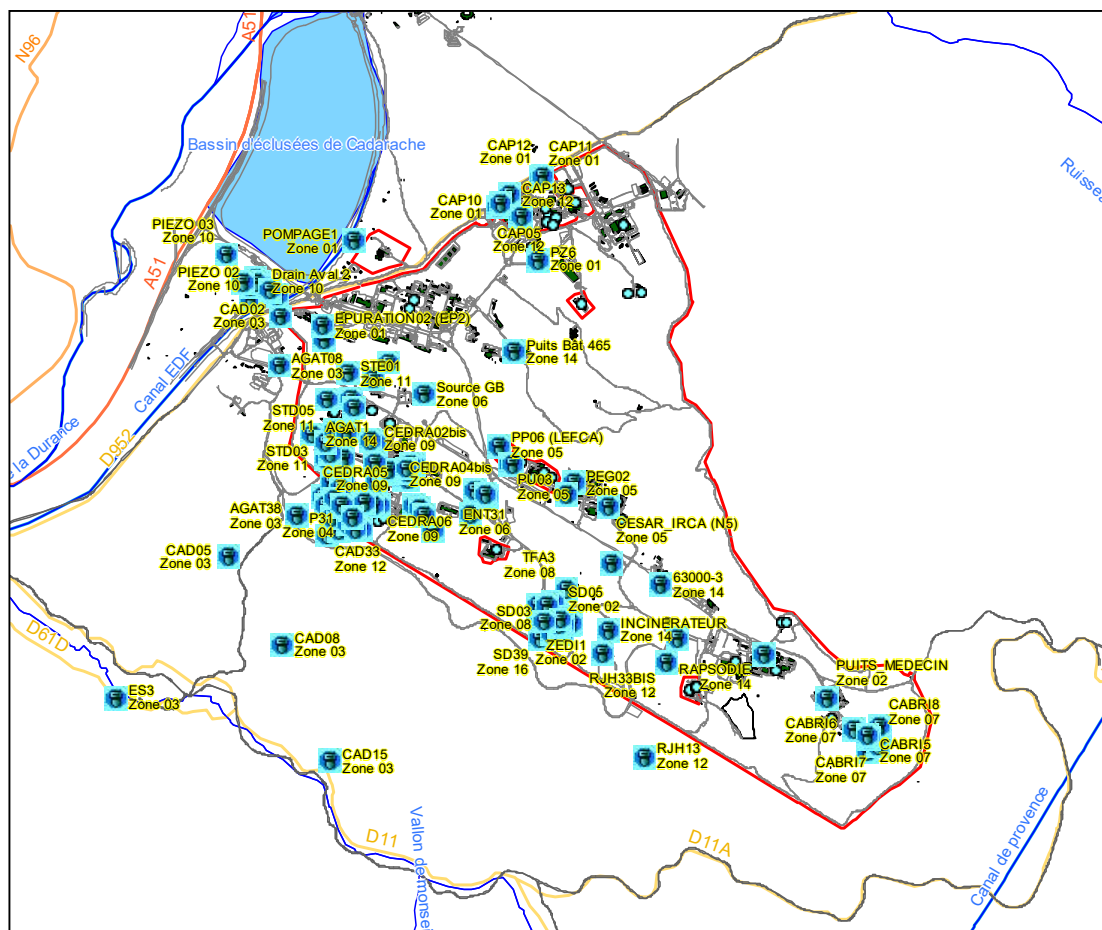 N96
A51
Bassin d'éclusées de Cadarache
CAP12
Zone 01
CAP11
Zone 01
Ruisse
CAP10
Zone 01
CAP13
Zone 12
PIEZO 03
Zone 10
POMPAGE1
Zone 01
CAP05
Zone 12
PZ6
Zone 01
A51
PIEZO 02
Zone 10
Drain Aval 2
Zone 10
CAD02
Zone 03
EPURATION02 (EP2)
Zone 01
Puits Bât 465
Zone 14
Canal EDF
AGAT08
Zone 03
STE01
Zone 11
Source GB
Zone 06
e la Durance
D952
STD05
Zone 11
AGAT1
Zone 14
CEDRA02bis
Zone 09
STD03
Zone 11
PP06 (LEFCA)
Zone 05
CEDRA05
Zone 09
CEDRA04bis
Zone 09
PU03
Zone 05
PEG02
Zone 05
AGAT38
Zone 03
P31
Zone 04
CEDRA06
Zone 09
ENT31
Zone 06
CESAR_IRCA (N5)
Zone 05
CAD05
Zone 03
CAD33
Zone 12
TFA3
Zone 08
63000-3
Zone 14
D61D
SD05
Zone 02
SD03
Zone 08
INCINERATEUR
Zone 14
CAD08
Zone 03
ZEDI1
Zone 02
SD39
Zone 16
RJH33BIS
Zone 12
RAPSODIE
Zone 14
PUITS_MEDECIN
Zone 02
ES3
Zone 03
CABRI8
Zone 07
CABRI6
Zone 07
CABRI5
Zone 07
CABRI7
Zone 07
CAD15
Zone 03
RJH13
Zone 12
Vallon de monsei
D11
D11A
Canal de provence